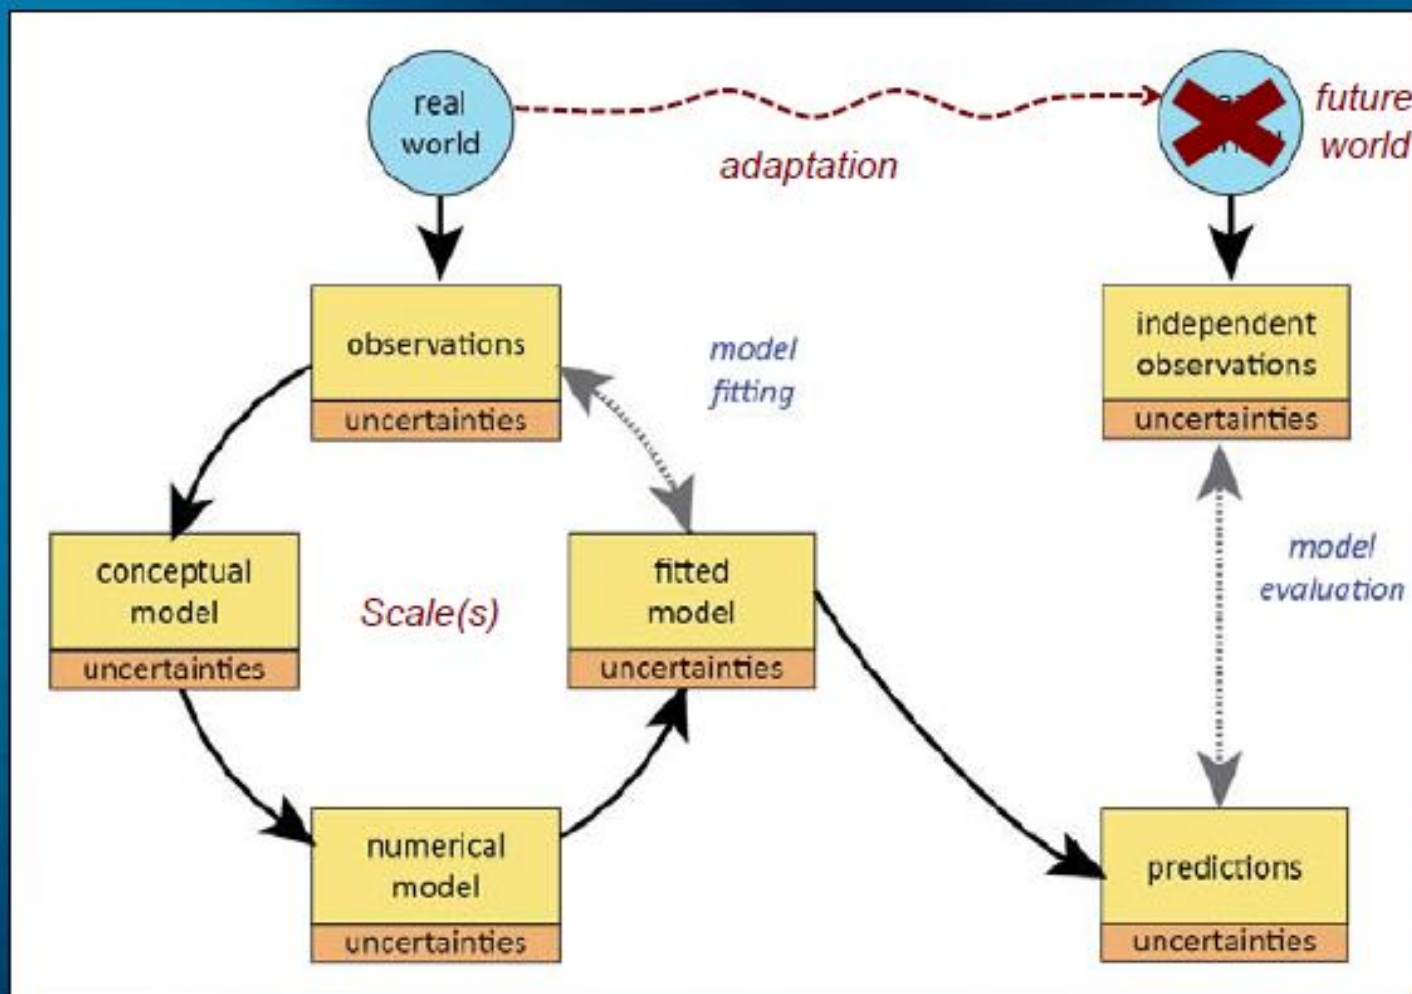 real
world
adaptation
future
world
observations
uncertainties
model
fitting
independent
observations
uncertainties
conceptual
model
uncertainties
Scale(s)
fitted
model
uncertainties
model
evaluation
numerical
model
uncertainties
predictions
uncertainties